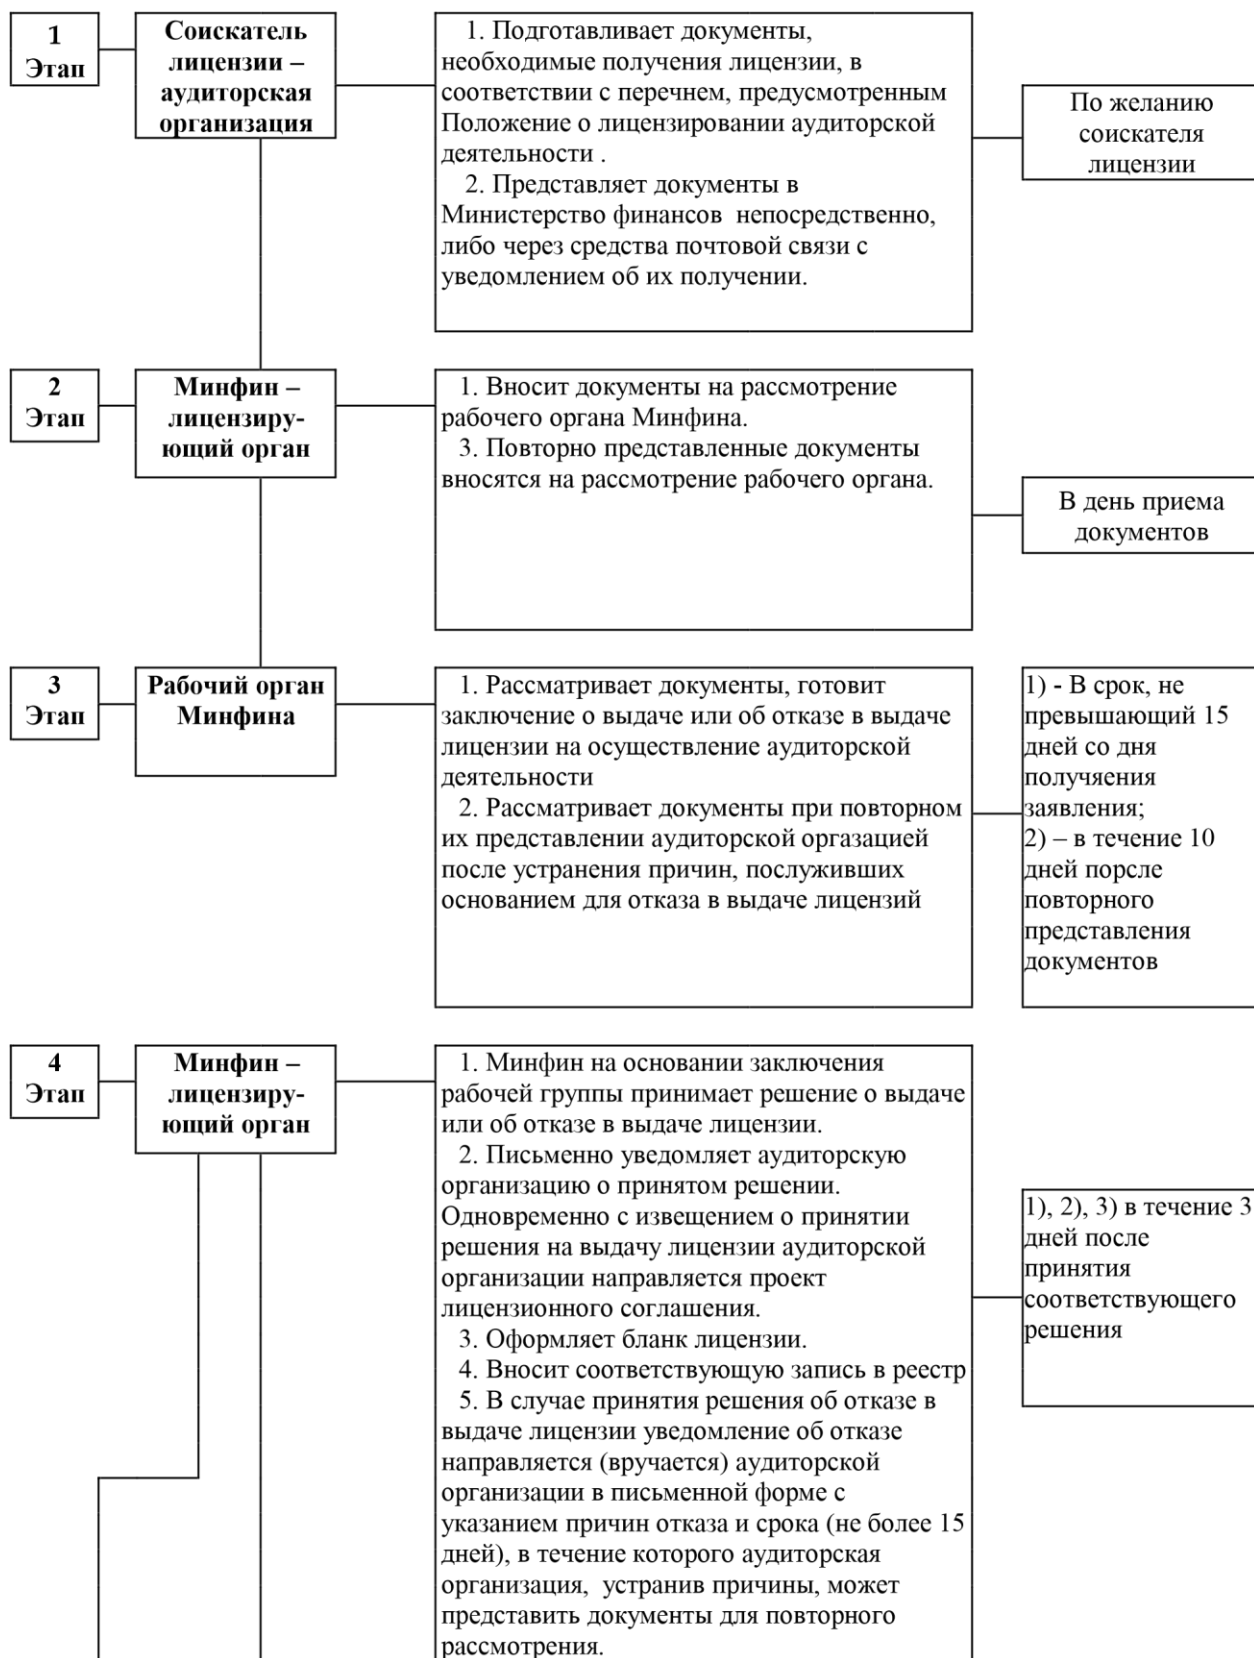 1
Этап
Соискатель
лицензии –
аудиторская
организация
1. Подготавливает документы,
необходимые получения лицензии, в
соответствии с перечнем, предусмотренным
Положение о лицензировании аудиторской
деятельности .
2. Представляет документы в
Министерство финансов непосредственно,
либо через средства почтовой связи с
уведомлением об их получении.
По желанию
соискателя
лицензии
2
Этап
Минфин –
лицензиру-
ющий орган
1. Вносит документы на рассмотрение
рабочего органа Минфина.
3. Повторно представленные документы
вносятся на рассмотрение рабочего органа.
В день приема
документов
3
Этап
Рабочий орган
Минфина
1. Рассматривает документы, готовит
заключение о выдаче или об отказе в выдаче
лицензии на осуществление аудиторской
деятельности
2. Рассматривает документы при повторном
их представлении аудиторской оргазацией
после устранения причин, послуживших
основанием для отказа в выдаче лицензий
1) - В срок, не
превышающий 15
дней со дня
получяения
заявления;
2) – в течение 10
дней порсле
повторного
представления
документов
4
Этап
Минфин –
лицензиру-
ющий орган
1. Минфин на основании заключения
рабочей группы принимает решение о выдаче
или об отказе в выдаче лицензии.
2. Письменно уведомляет аудиторскую
организацию о принятом решении.
Одновременно с извещением о принятии
решения на выдачу лицензии аудиторской
организации направляется проект
лицензионного соглашения.
3. Оформляет бланк лицензии.
4. Вносит соответствующую запись в реестр
5. В случае принятия решения об отказе в
выдаче лицензии уведомление об отказе
направляется (вручается) аудиторской
организации в письменной форме с
указанием причин отказа и срока (не более 15
дней), в течение которого аудиторская
организация, устранив причины, может
представить документы для повторного
рассмотрения.
1), 2), 3) в течение 3
дней после
принятия
соответствующего
решения